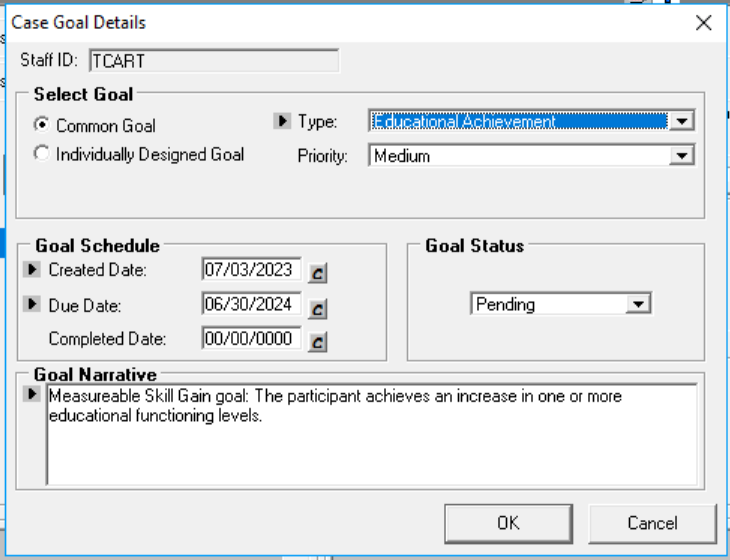 Case Goal Details
Staff ID: TCART
Select Goal
Common Goal
Type: Educational Achievement
Individually Designed Goal
Priority: Medium
Goal Schedule
Created Date: 07/03/2023
Due Date: 06/30/2024
Completed Date: 00/00/0000
Goal Status
Pending
Goal Narrative
Measureable Skill Gain goal: The participant achieves an increase in one or more
educational functioning levels.
OK
Cancel